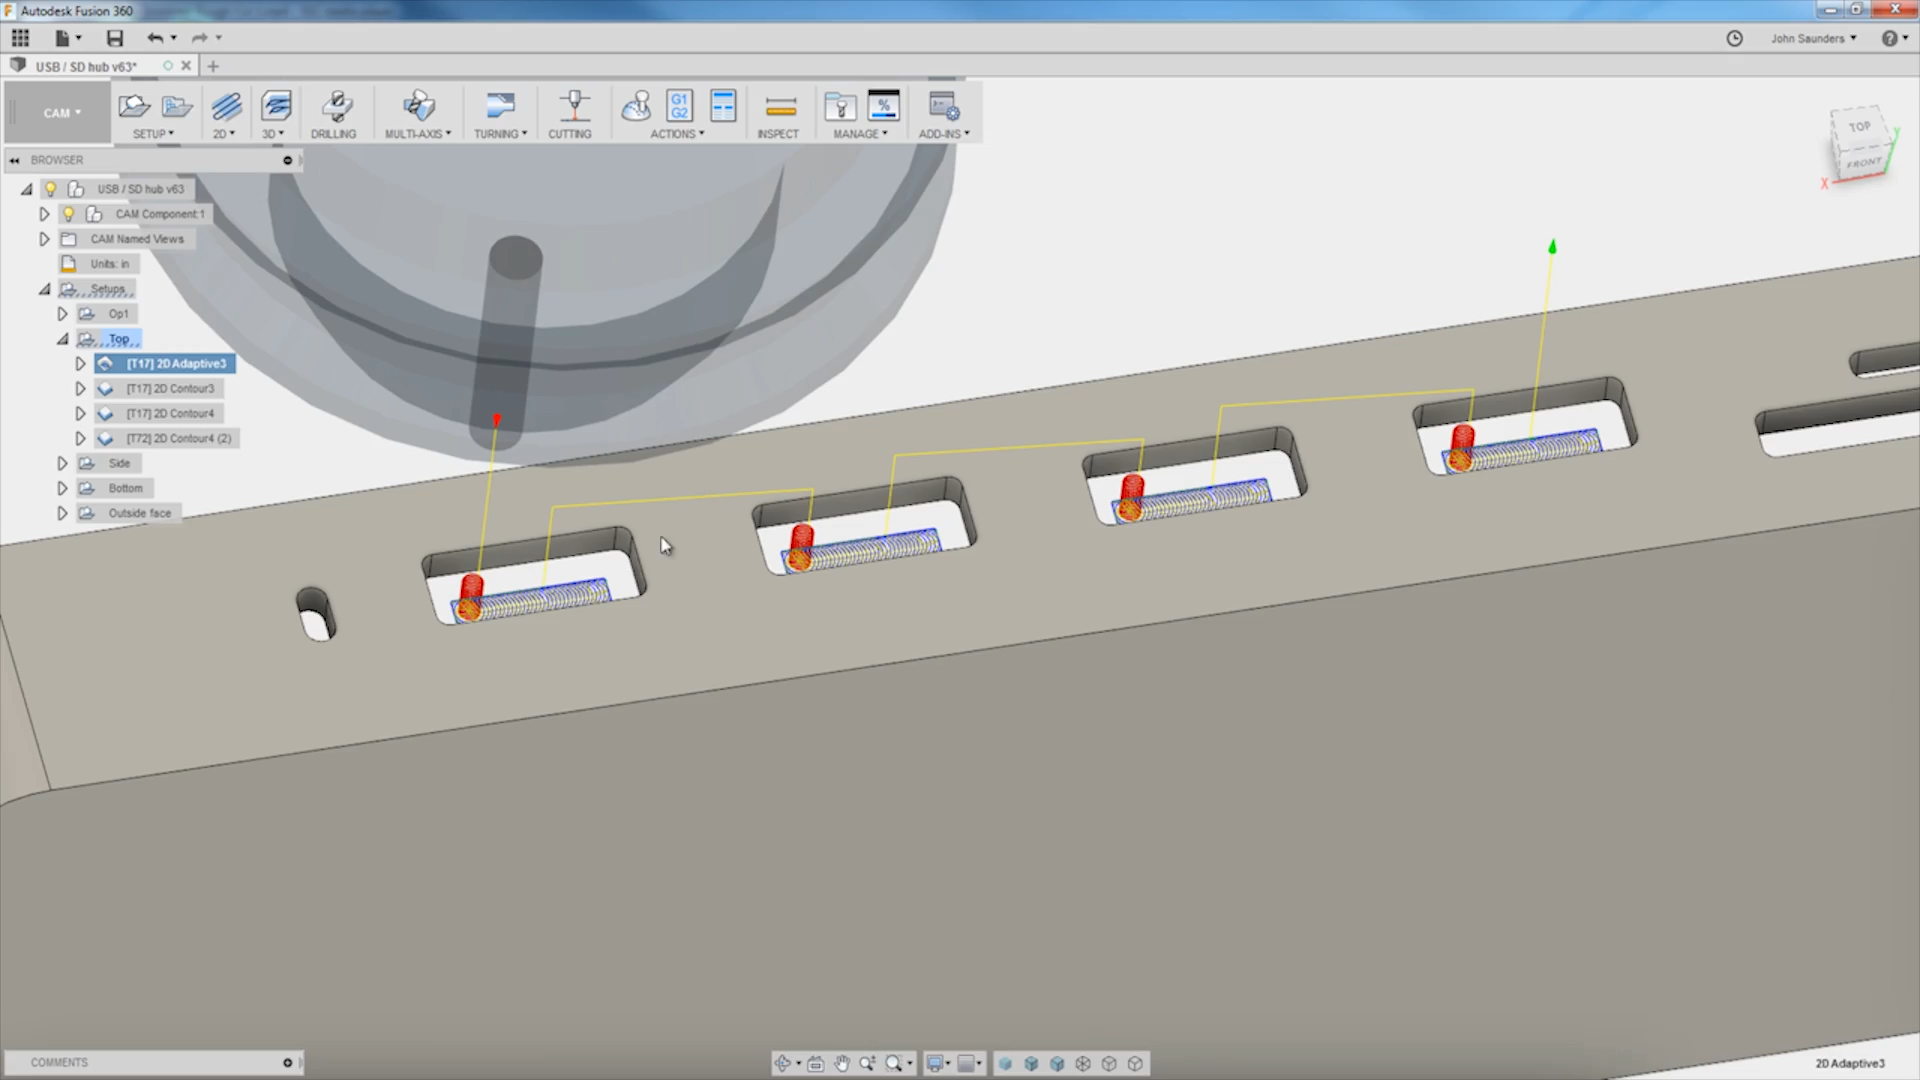 Autodesk Fusion 360
John Saunders
USB / SD hub v63*
CAM
SETUP
2D
3D
DRILLING
MULTI-AXIS
TURNING
CUTTING
G1
G2
ACTIONS
INSPECT
%
MANAGE
ADD-INS
TOP
FRONT
X
Y
BROWSER
USB / SD hub v63
CAM Component:1
CAM Named Views
Units: in
Setups
Op1
Top
[T17] 2D Adaptive3
[T17] 2D Contour3
[T17] 2D Contour4
[T72] 2D Contour4 (2)
Side
Bottom
Outside face
COMMENTS
2D Adaptive3